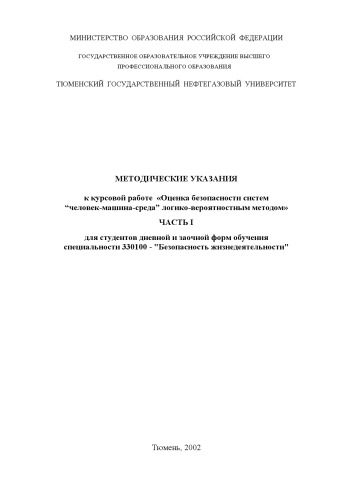 МИНИСТЕРСТВО ОБРАЗОВАНИЯ РОССИЙСКОЙ ФЕДЕРАЦИИ
ГОСУДАРСТВЕННОЕ ОБРАЗОВАТЕЛЬНОЕ УЧРЕЖДЕНИЕ ВЫСШЕГО
ПРОФЕССИОНАЛЬНОГО ОБРАЗОВАНИЯ
ТЮМЕНСКИЙ ГОСУДАРСТВЕННЫЙ НЕФТЕГАЗОВЫЙ УНИВЕРСИТЕТ
МЕТОДИЧЕСКИЕ УКАЗАНИЯ
к курсовой работе «Оценка безопасности систем
“человек-машина-среда” логико-вероятностным методом»
ЧАСТЬ I
для студентов дневной и заочной форм обучения
специальности 330100 - "Безопасность жизнедеятельности"
Тюмень, 2002